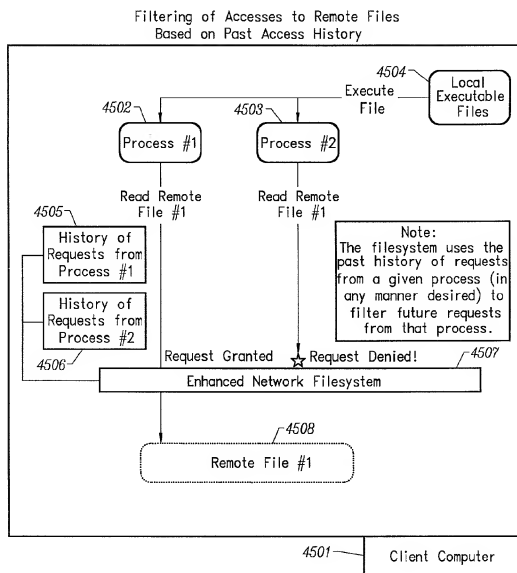 Filtering of Accesses to Remote Files
Based on Past Access History
4504
Local
Executable
Files
Execute
File
4502
4503
Process #1
Process #2
Read Remote
File #1
Read Remote
File #1
4505
History of
Requests from
Process #1
History of
Requests from
Process #2
4506
Note:
The filesystem uses the
past history of requests
from a given process (in
any manner desired) to
filter future requests
from that process.
Request Granted
Request Denied!
4507
Enhanced Network Filesystem
4508
Remote File #1
4501
Client Computer